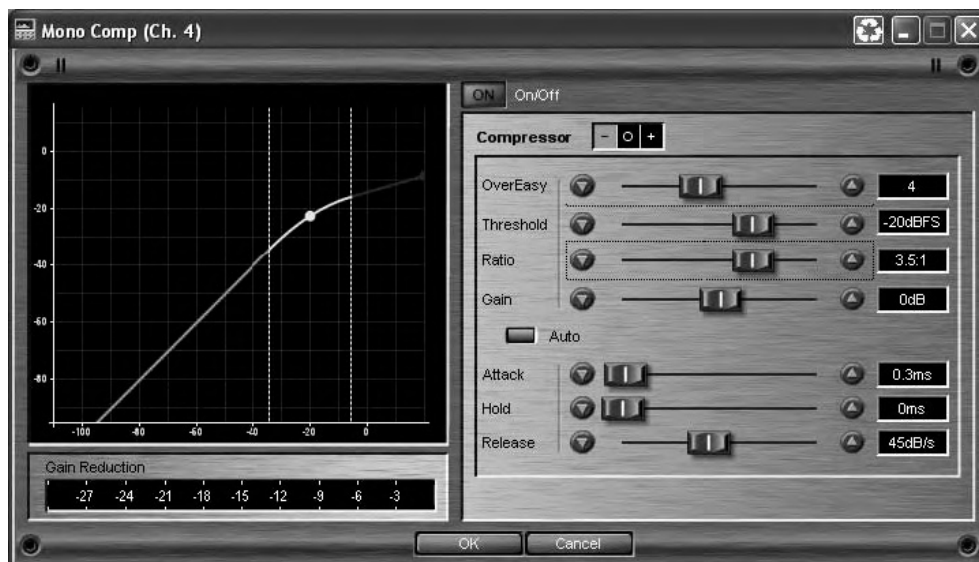 Mono Comp (Ch. 4)
0
-20
-40
-60
-80
-100 -80 -60 -40 -20 0
Gain Reduction
-27 -24 -21 -18 -15 -12 -9 -6 -3
ON On/Off
Compressor - O +
OverEasy 4
Threshold -20dBFS
Ratio 3.5:1
Gain 0dB
Auto
Attack 0.3ms
Hold 0ms
Release 45dB/s
OK Cancel